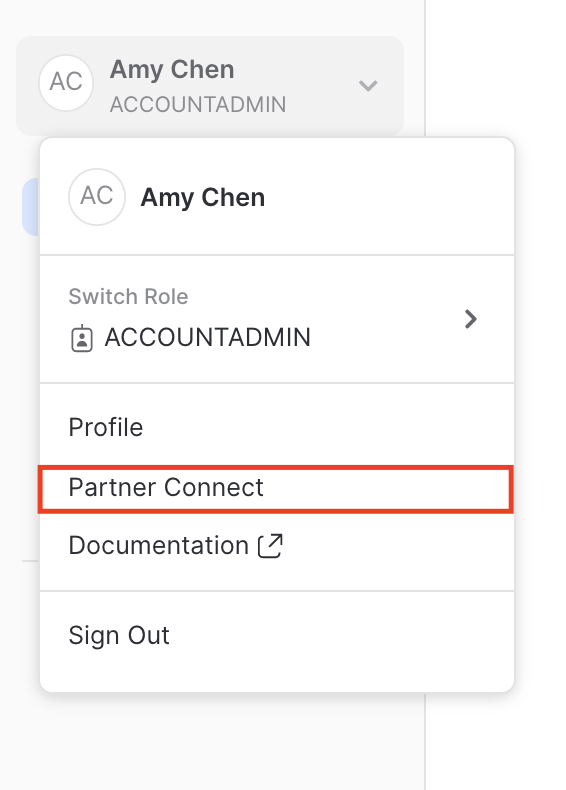 AC
Amy Chen
ACCOUNTADMIN
AC
Amy Chen
Switch Role
ACCOUNTADMIN
Profile
Partner Connect
Documentation
Sign Out